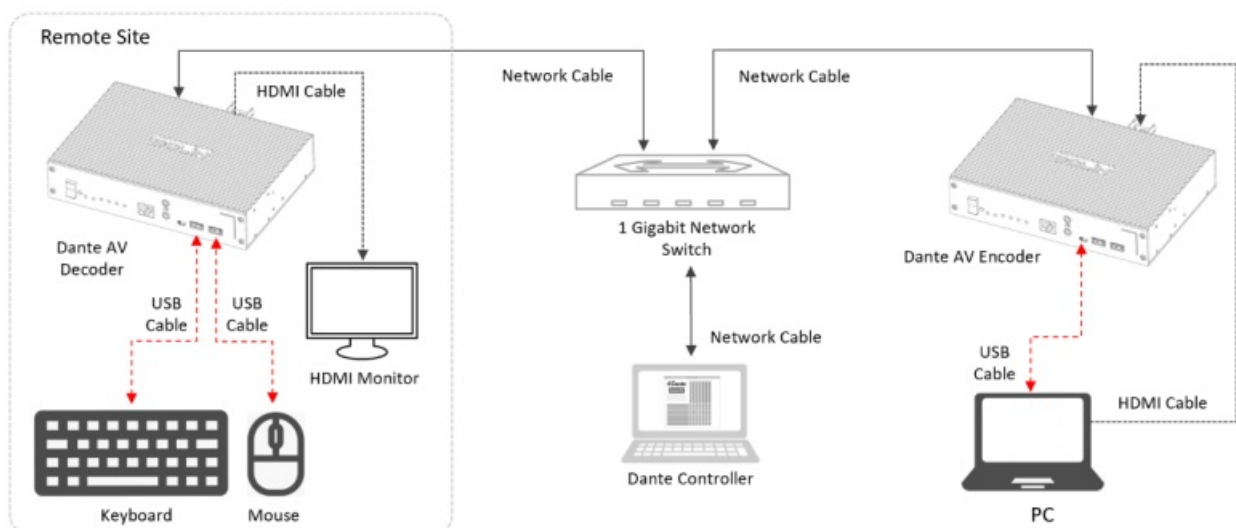 Remote Site
Network Cable
Network Cable
HDMI Cable
1 Gigabit Network
Switch
Dante AV
Decoder
Dante AV Encoder
USB
Cable
USB
Cable
Network Cable
HDMI Monitor
USB
Cable
HDMI Cable
Keyboard
Mouse
Dante Controller
PC